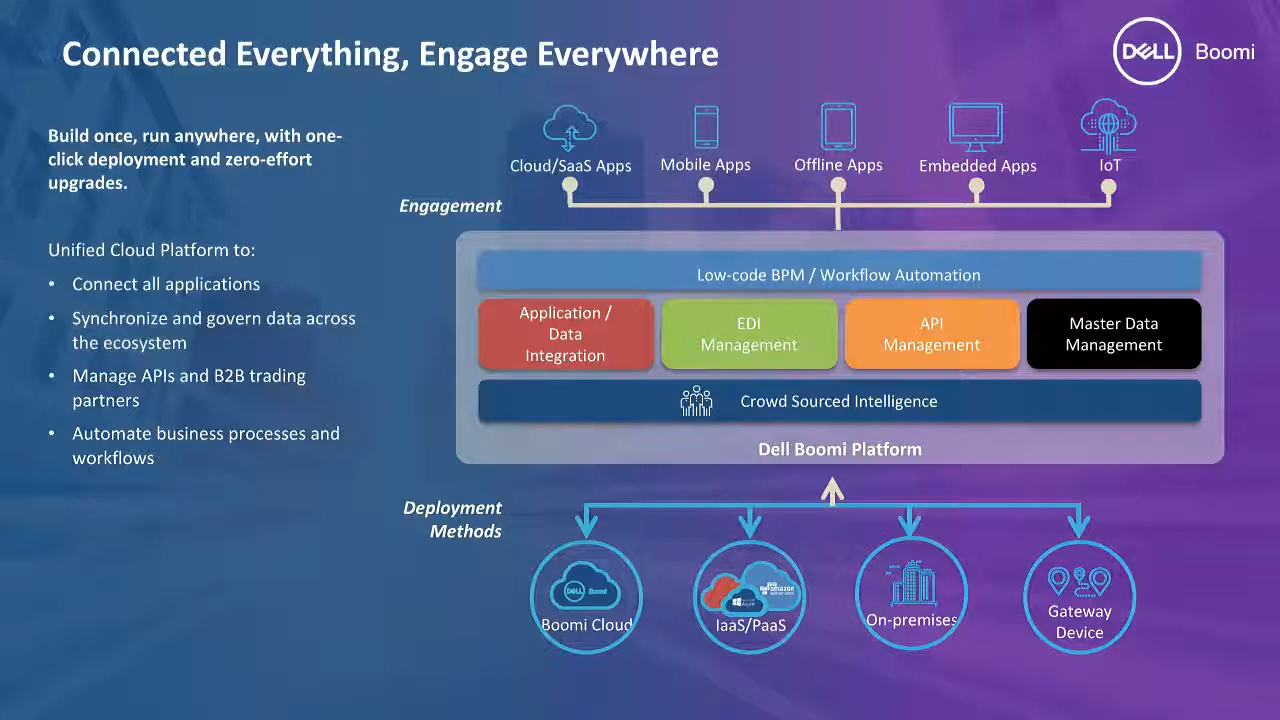 Connected Everything, Engage Everywhere
DELL Boomi
Build once, run anywhere, with one-
click deployment and zero-effort
upgrades.
Unified Cloud Platform to:
• Connect all applications
• Synchronize and govern data across
the ecosystem
• Manage APIs and B2B trading
partners
• Automate business processes and
workflows
Cloud/SaaS Apps
Mobile Apps
Offline Apps
Embedded Apps
IoT
Engagement
Low-code BPM / Workflow Automation
Application /
Data
Integration
EDI
Management
API
Management
Master Data
Management
Crowd Sourced Intelligence
Dell Boomi Platform
Deployment
Methods
DELL Boomi
Boomi Cloud
amazon
Azure
IaaS/PaaS
On-premises
Gateway
Device